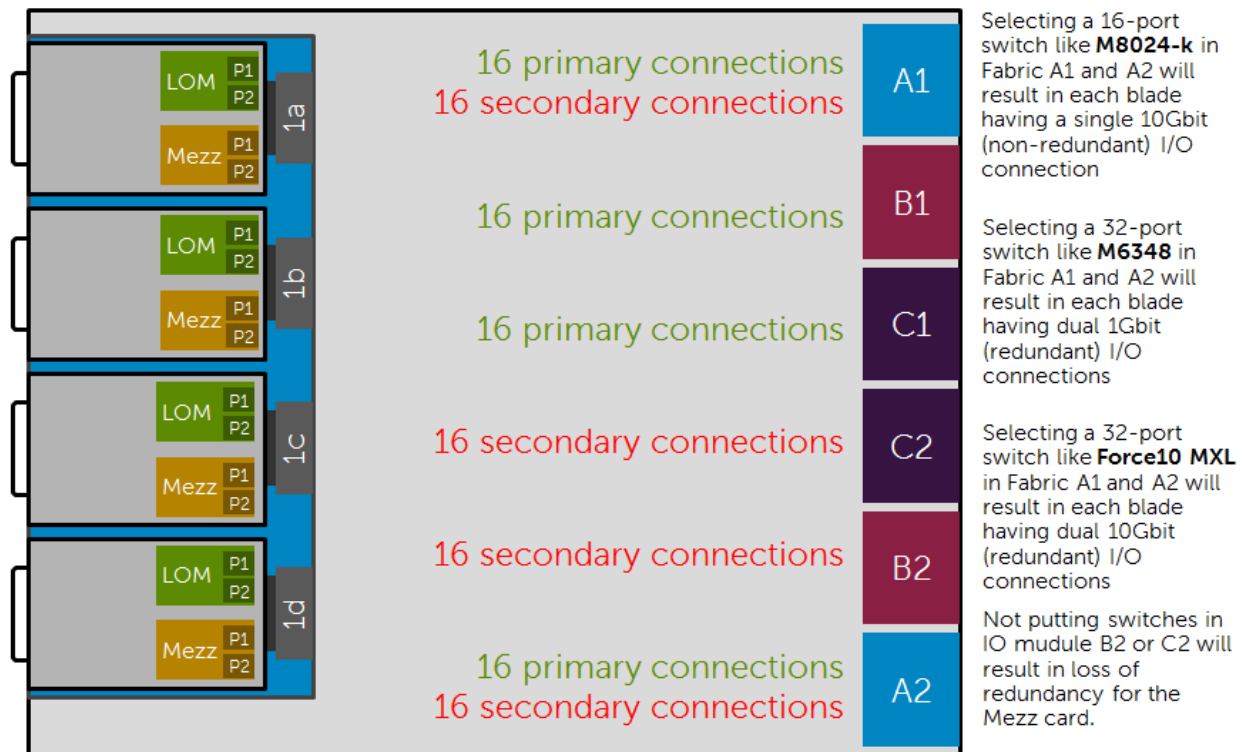 LOM P1
P2
Mezz P1
P2
1a
LOM P1
P2
Mezz P1
P2
1b
LOM P1
P2
Mezz P1
P2
1c
LOM P1
P2
Mezz P1
P2
1d
16 primary connections
16 secondary connections
A1
16 primary connections
B1
16 primary connections
C1
16 secondary connections
C2
16 secondary connections
B2
16 primary connections
16 secondary connections
A2
Selecting a 16-port
switch like M8024-k in
Fabric A1 and A2 will
result in each blade
having a single 10Gbit
(non-redundant) I/O
connection
Selecting a 32-port
switch like M6348 in
Fabric A1 and A2 will
result in each blade
having dual 1Gbit
(redundant) I/O
connections
Selecting a 32-port
switch like Force10 MXL
in Fabric A1 and A2 will
result in each blade
having dual 10Gbit
(redundant) I/O
connections
Not putting switches in
IO mudule B2 or C2 will
result in loss of
redundancy for the
Mezz card.